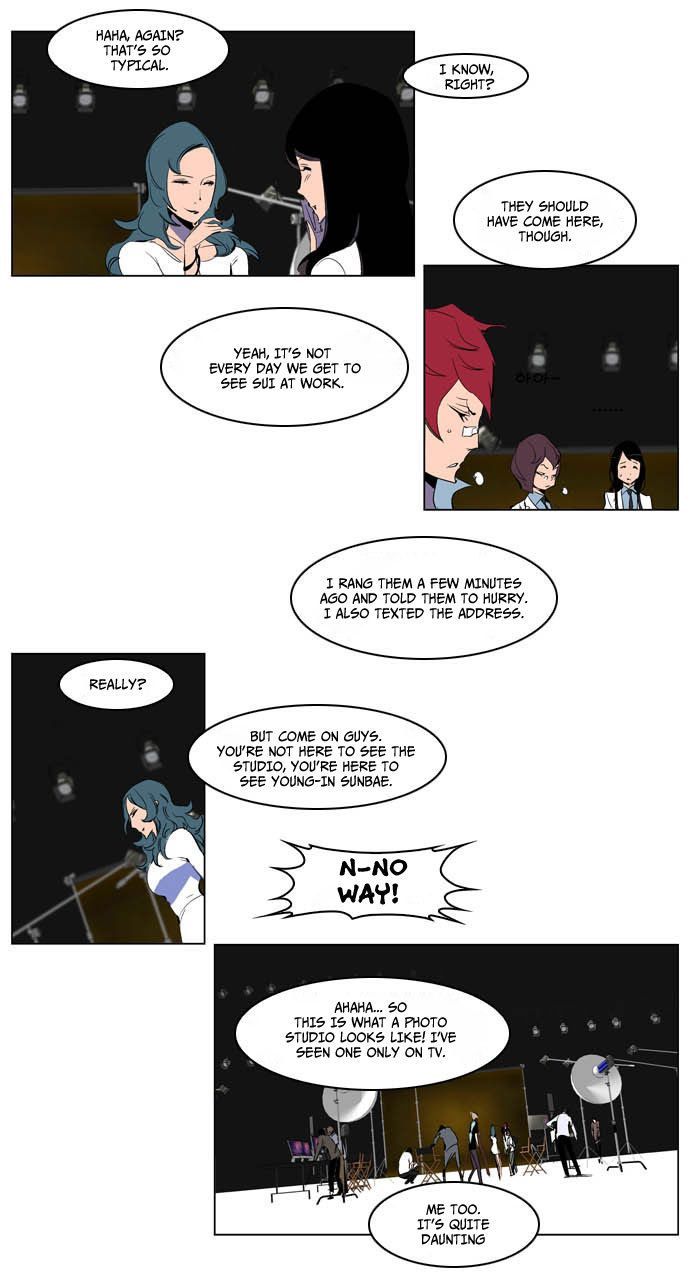 HAHA, AGAIN?
THAT'S SO
TYPICAL.
I KNOW,
RIGHT?
THEY SHOULD
HAVE COME HERE,
THOUGH.
하아~
......
YEAH, IT'S NOT
EVERY DAY WE GET TO
SEE SUI AT WORK.
I RANG THEM A FEW MINUTES
AGO AND TOLD THEM TO HURRY.
I ALSO TEXTED THE ADDRESS.
REALLY?
BUT COME ON GUYS.
YOU'RE NOT HERE TO SEE THE
STUDIO, YOU'RE HERE TO
SEE YOUNG-IN SUNBAE.
N-NO
WAY!
AHAHA... SO
THIS IS WHAT A PHOTO
STUDIO LOOKS LIKE! I'VE
SEEN ONE ONLY ON TV.
ME TOO.
IT'S QUITE
DAUNTING